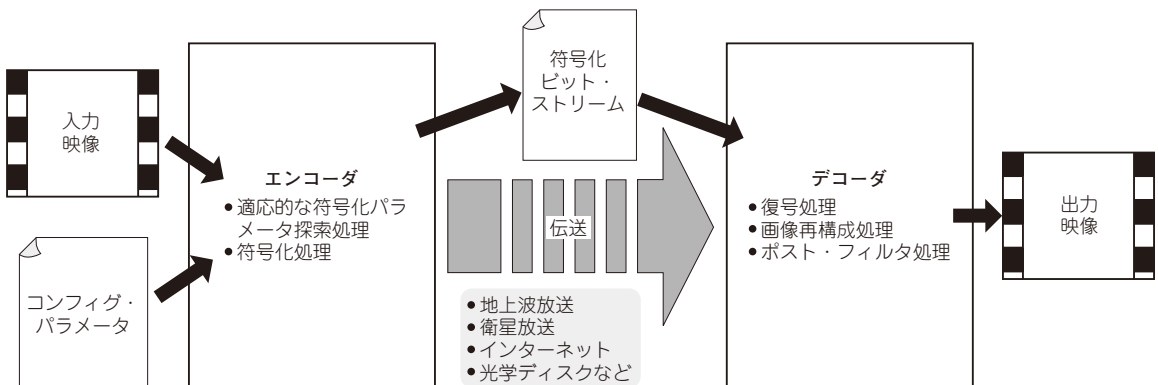 入力
映像
コンフィグ・
パラメータ
エンコーダ
●適応的な符号化パラ
メータ探索処理
●符号化処理
符号化
ビット・
ストリーム
伝送
●地上波放送
●衛星放送
●インターネット
●光学ディスクなど
デコーダ
●復号処理
●画像再構成処理
●ポスト・フィルタ処理
出力
映像